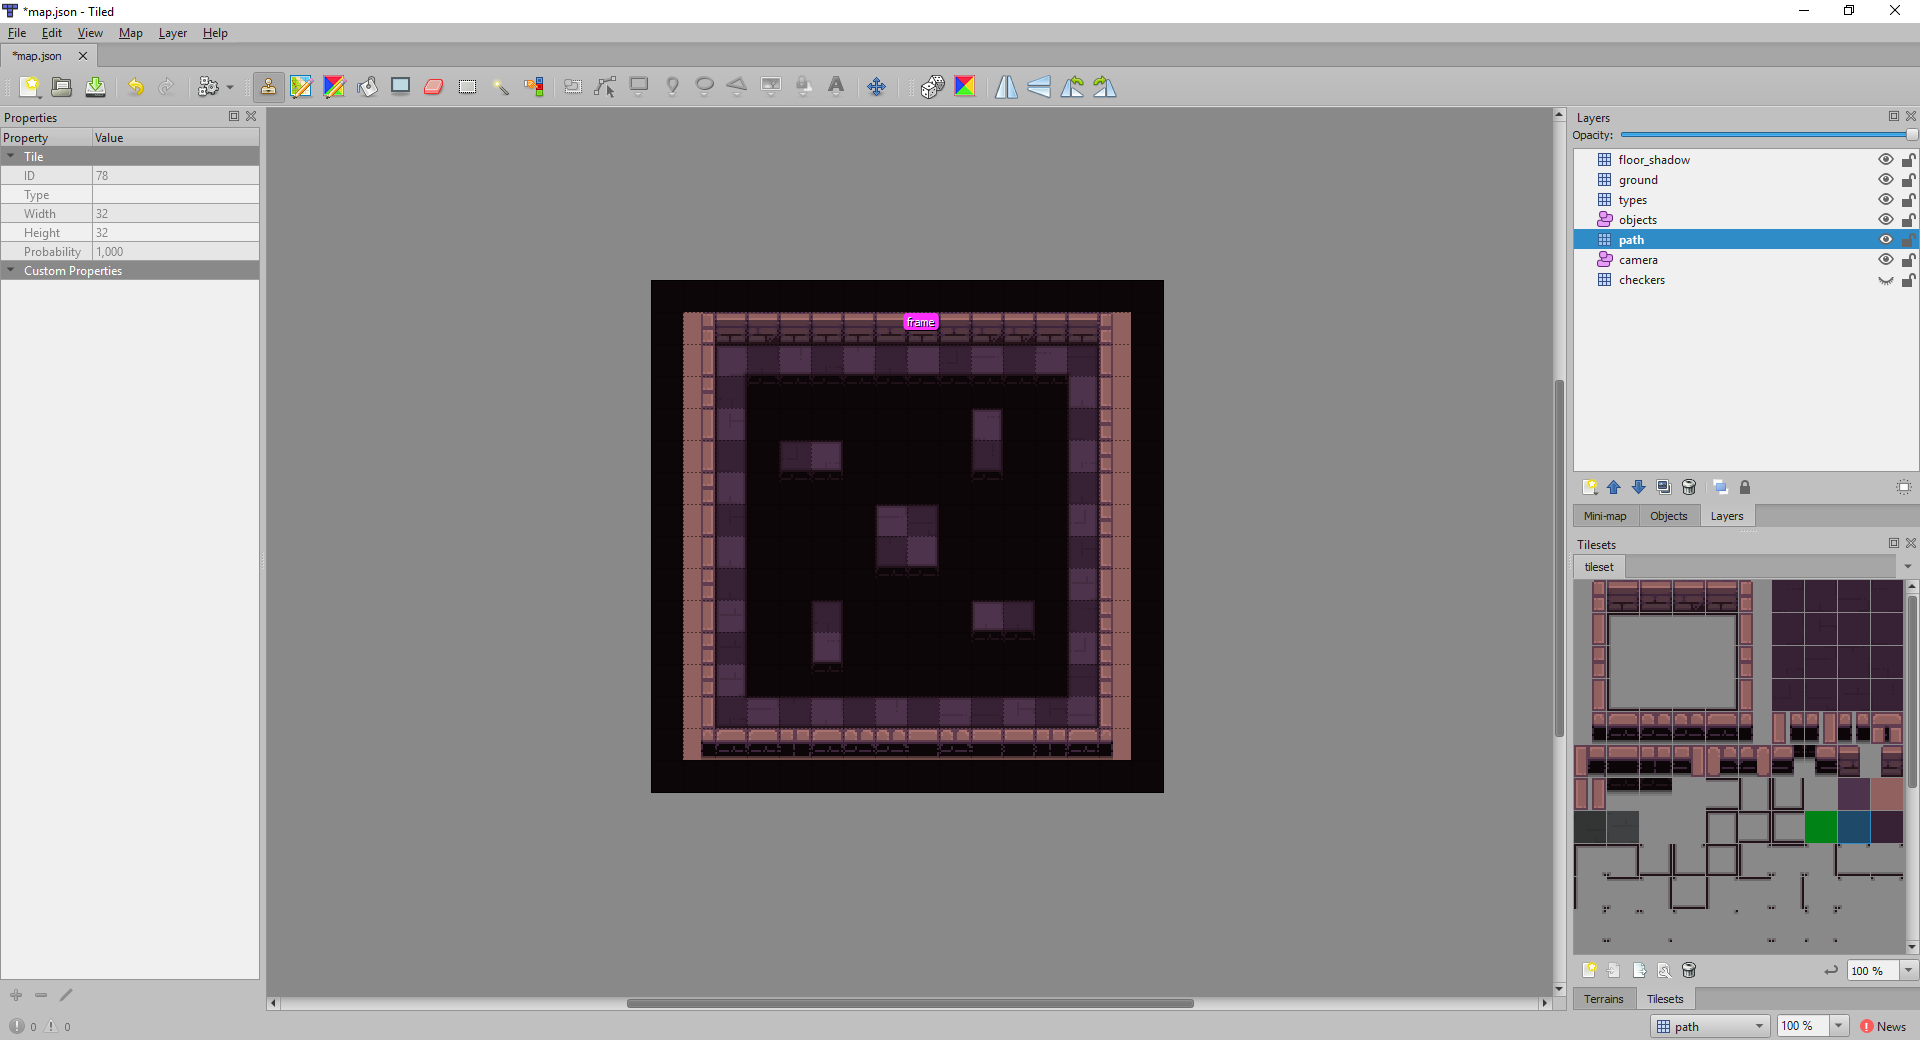 *map.json - Tiled
File Edit View Map Layer Help
*map.json
Properties
Property Value
Tile
ID 78
Type
Width 32
Height 32
Probability 1,000
Custom Properties
0 0
frame
Layers
Opacity:
floor_shadow
ground
types
objects
path
camera
checkers
Mini-map Objects Layers
Tilesets
tileset
100 %
Terrains Tilesets
path 100 % News